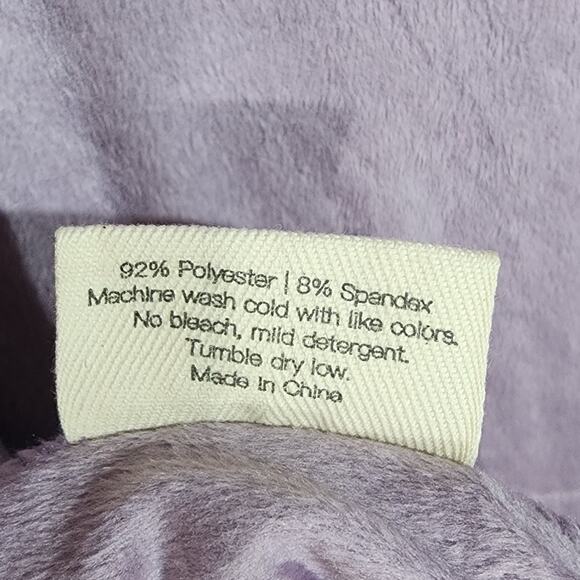 92% Polyester | 8% Spandex
Machine wash cold with like colors.
No bleach, mild detergent.
Tumble dry low.
Made in China